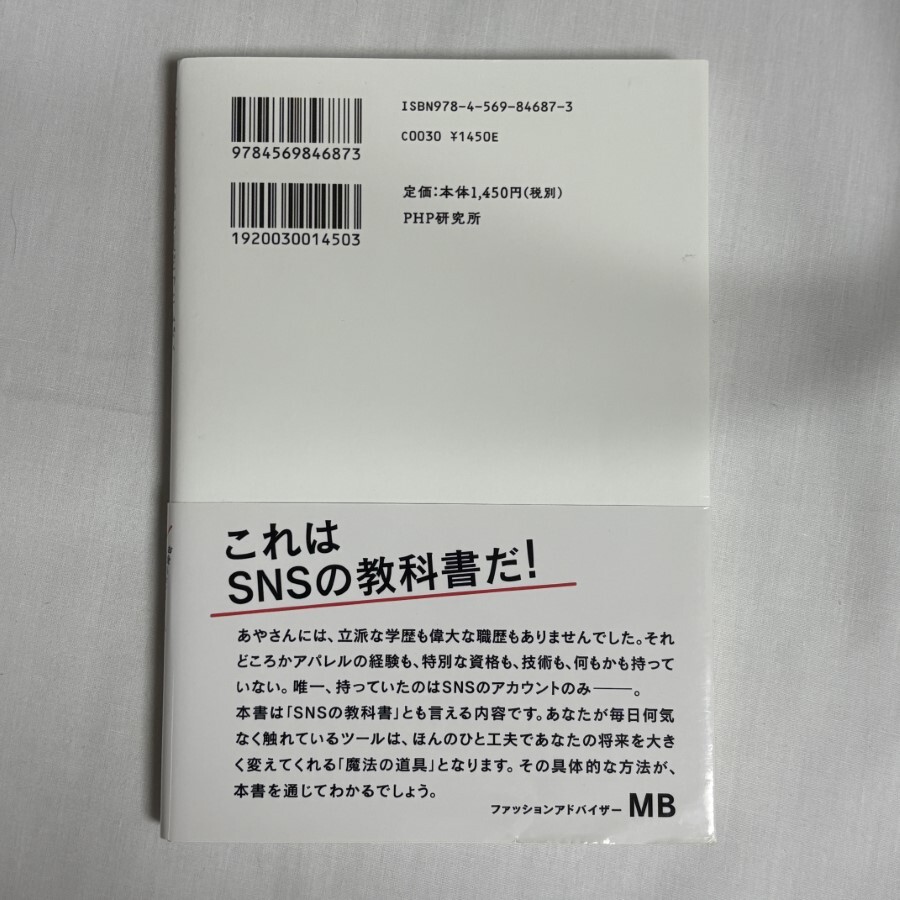 ISBN978-4-569-84687-3
C0030 ¥1450E
9784569846873
定価:本体1,450円(税別)
PHP研究所
1920030014503
これは
SNSの教科書だ!
あやさんには、立派な学歴も偉大な職歴もありませんでした。それ
どころかアパレルの経験も、特別な資格も、技術も、何もかも持って
いない。唯一、持っていたのはSNSのアカウントのみ——。
本書は「SNSの教科書」とも言える内容です。あなたが毎日何気
なく触れているツールは、ほんのひと工夫であなたの将来を大き
く変えてくれる「魔法の道具」となります。その具体的な方法が、
本書を通じてわかるでしょう。
ファッションアドバイザー MB